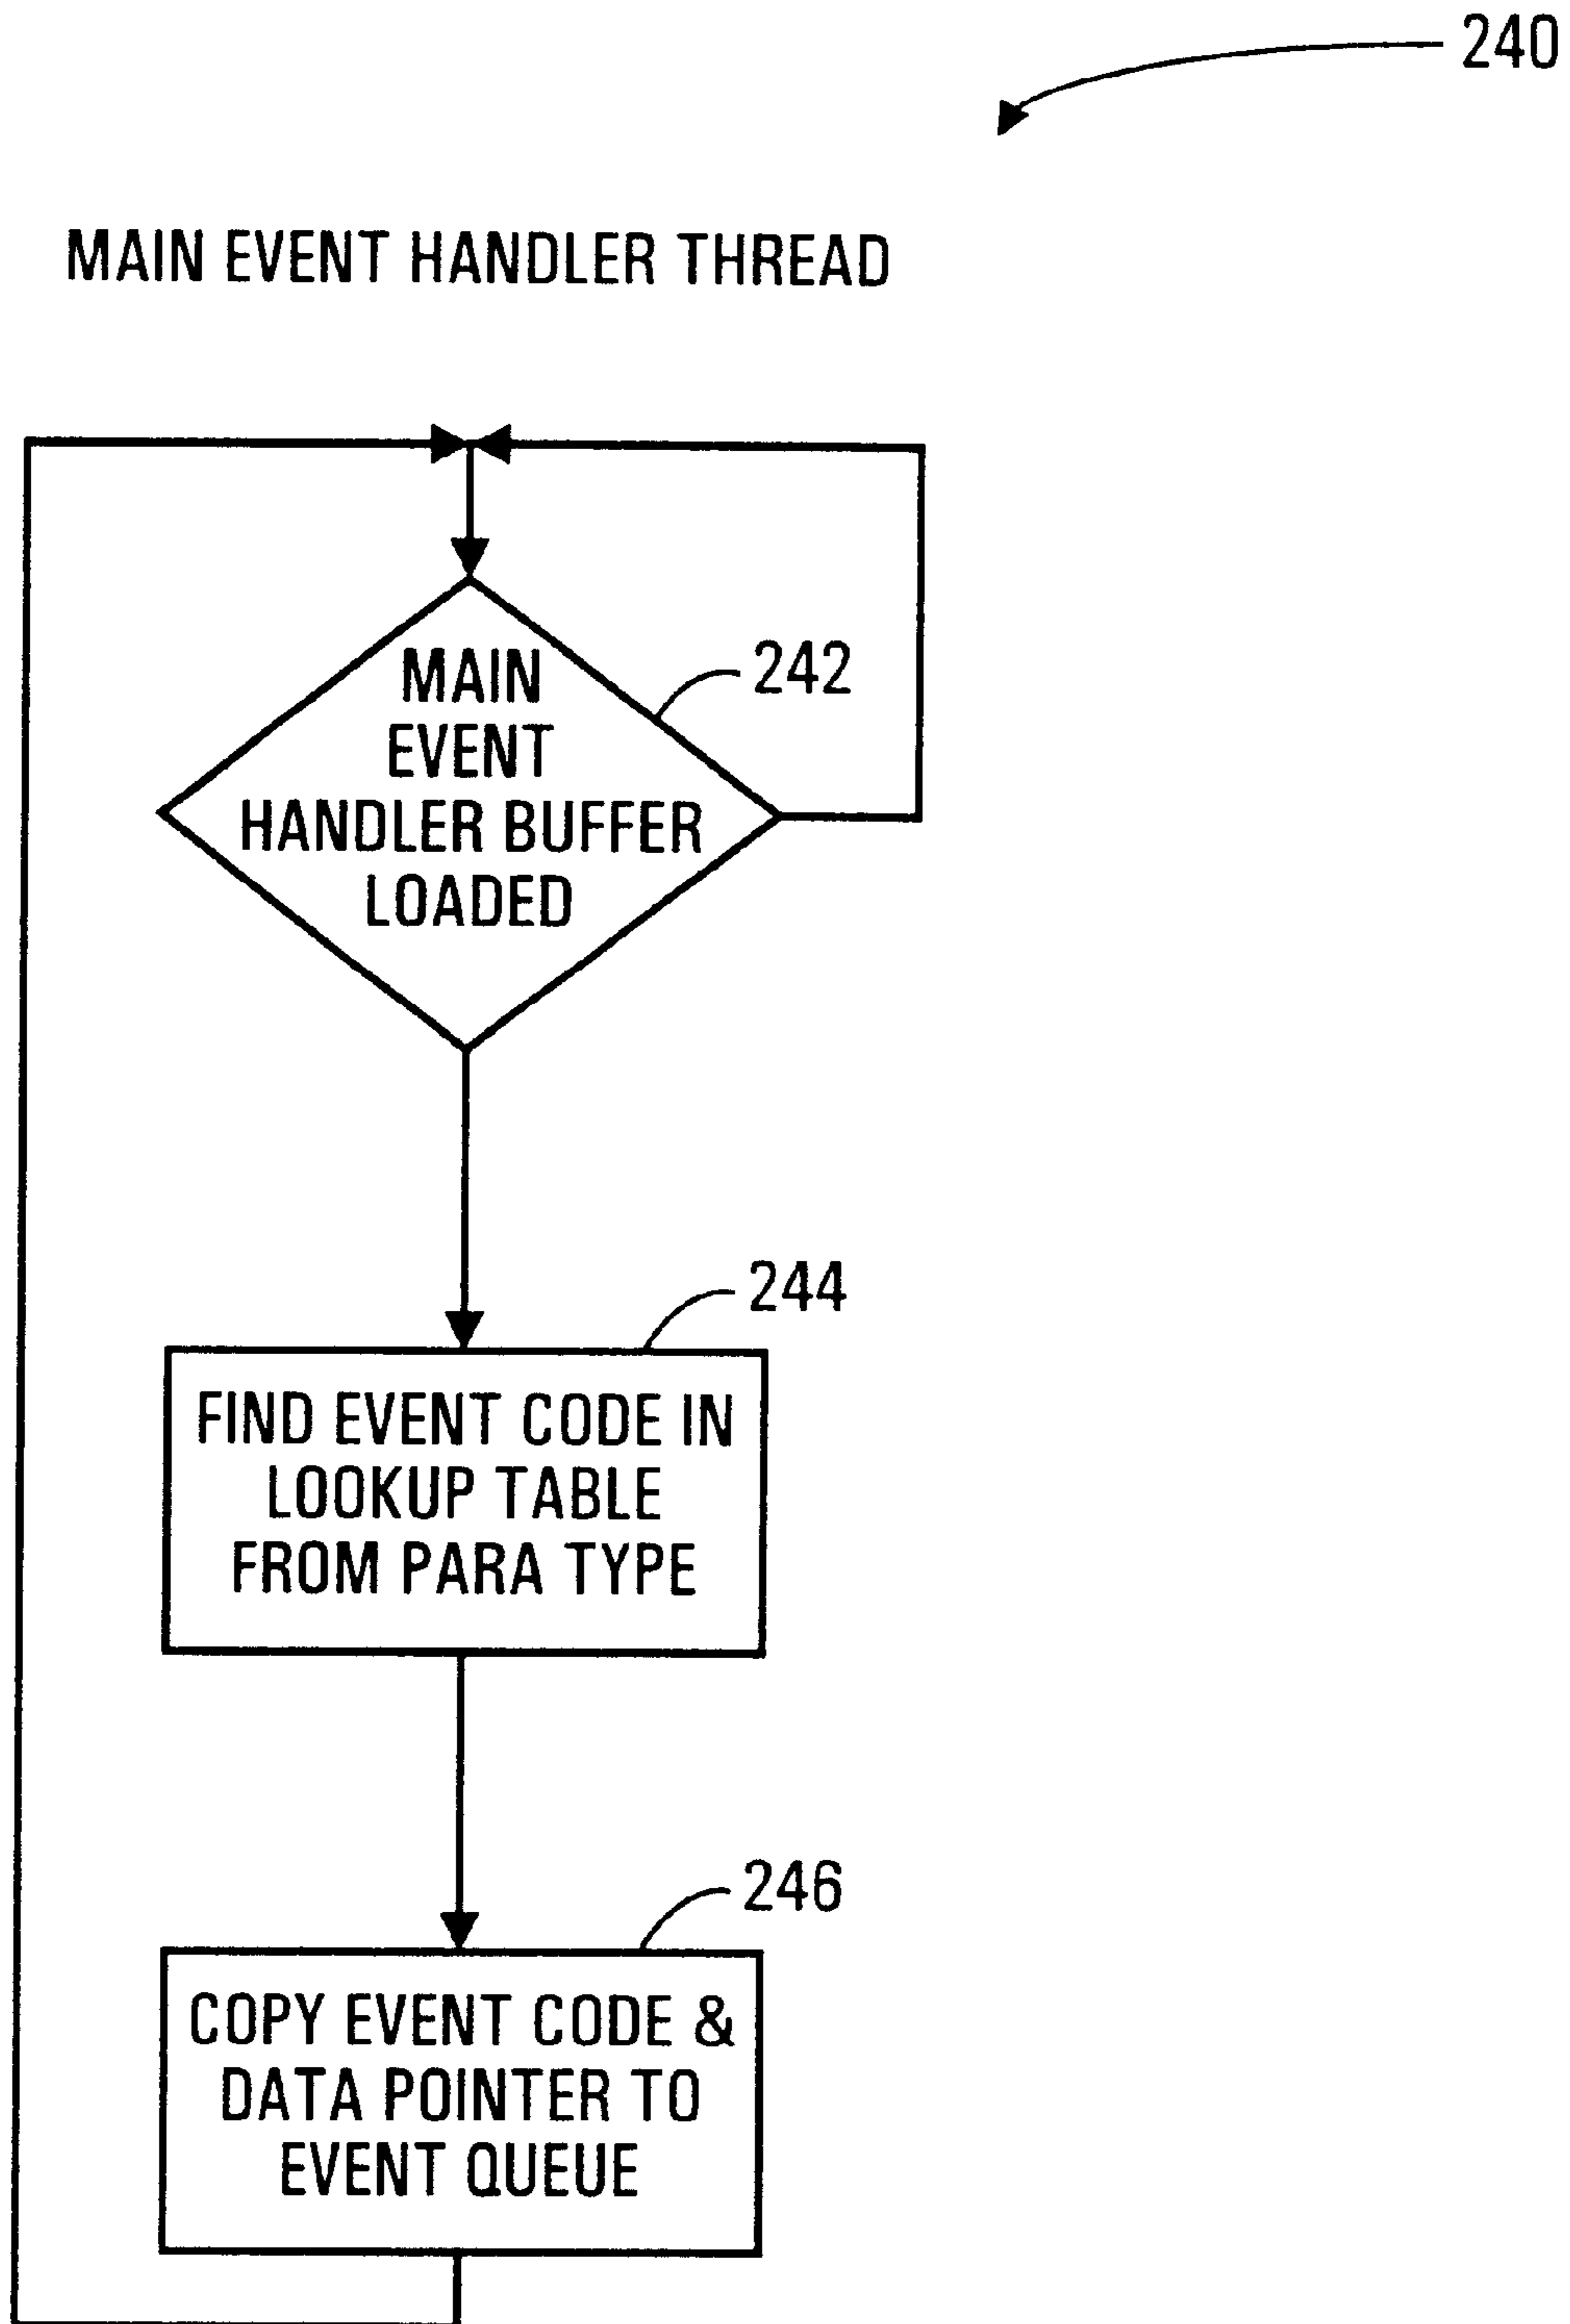 240
MAIN EVENT HANDLER THREAD
242
MAIN
EVENT
HANDLER BUFFER
LOADED
244
FIND EVENT CODE IN
LOOKUP TABLE
FROM PARA TYPE
246
COPY EVENT CODE &
DATA POINTER TO
EVENT QUEUE